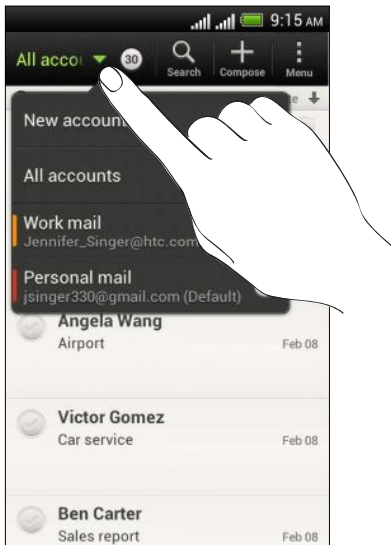 9:15 AM
All acco 30 Search Compose Menu
New account
All accounts
Work mail
Jennifer_Singer@htc.com
Personal mail
jsinger330@gmail.com (Default)
Angela Wang
Airport Feb 08
Victor Gomez
Car service Feb 08
Ben Carter
Sales report Feb 08